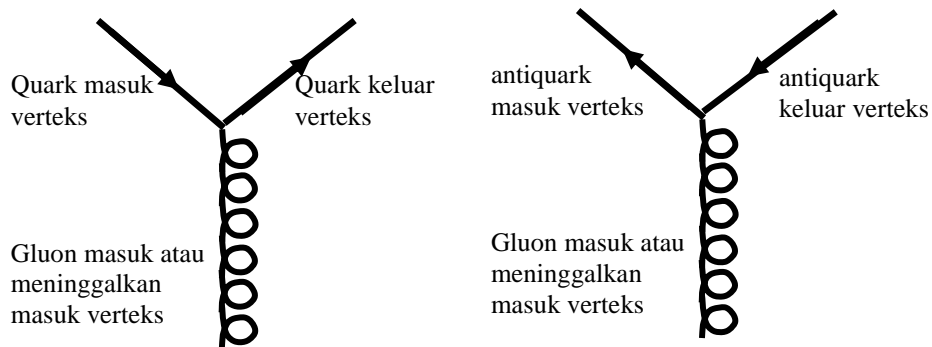 Quark masuk
verteks
Quark keluar
verteks
Gluon masuk atau
meninggalkan
masuk verteks
antiquark
masuk verteks
antiquark
keluar verteks
Gluon masuk atau
meninggalkan
masuk verteks